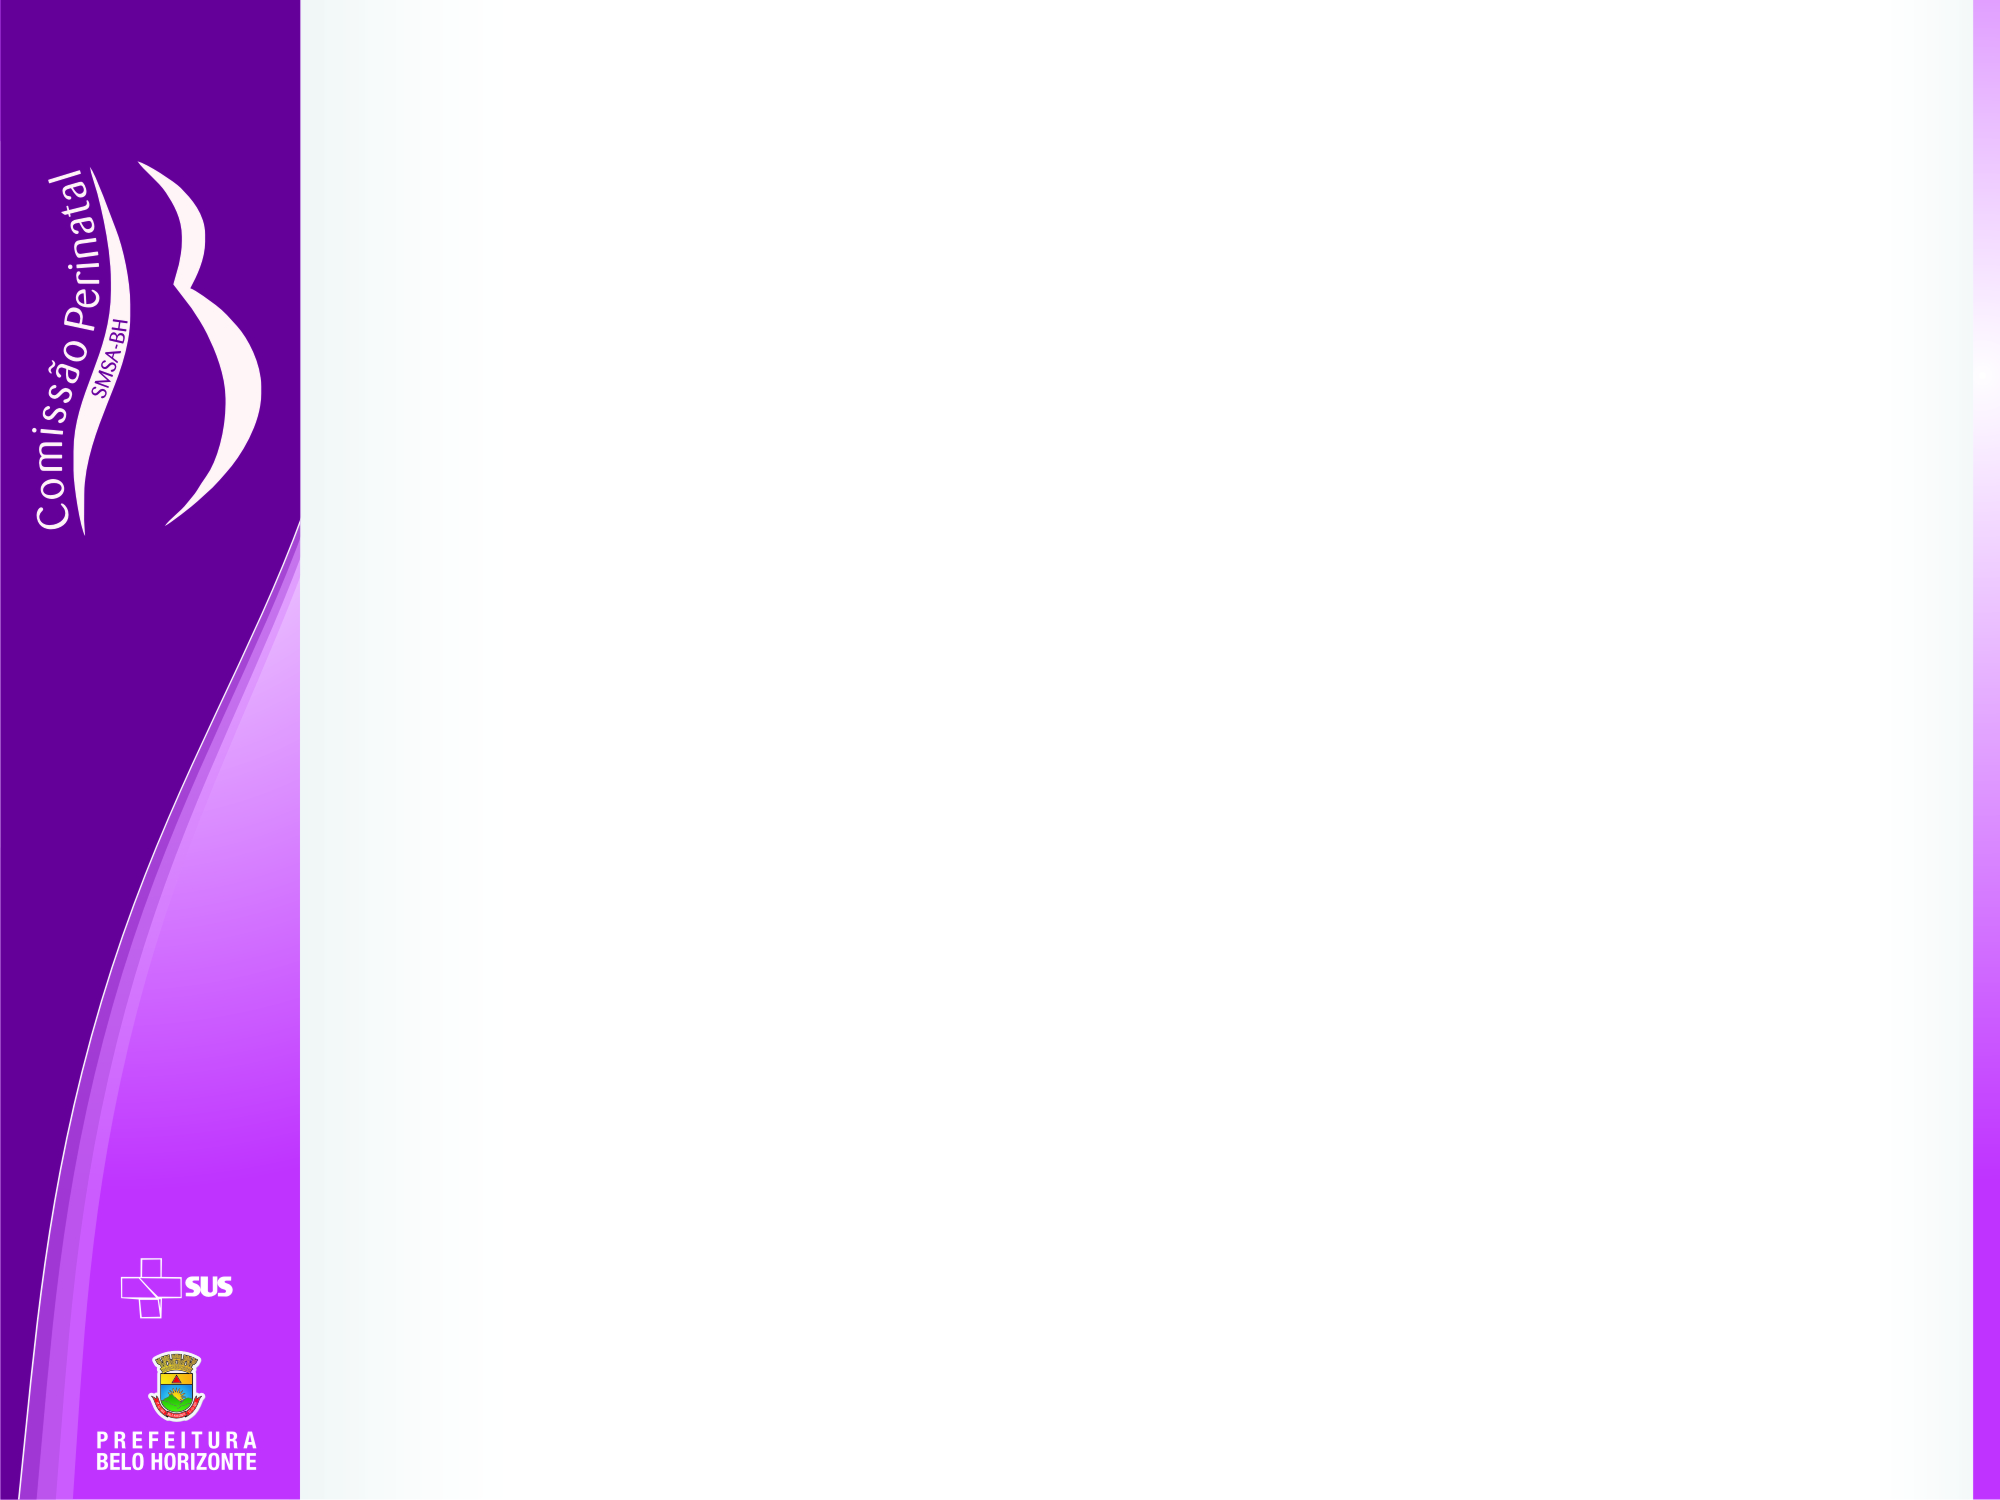 Comissão Perinatal
SMSA-BH
SUS
PREFEITURA
BELO HORIZONTE